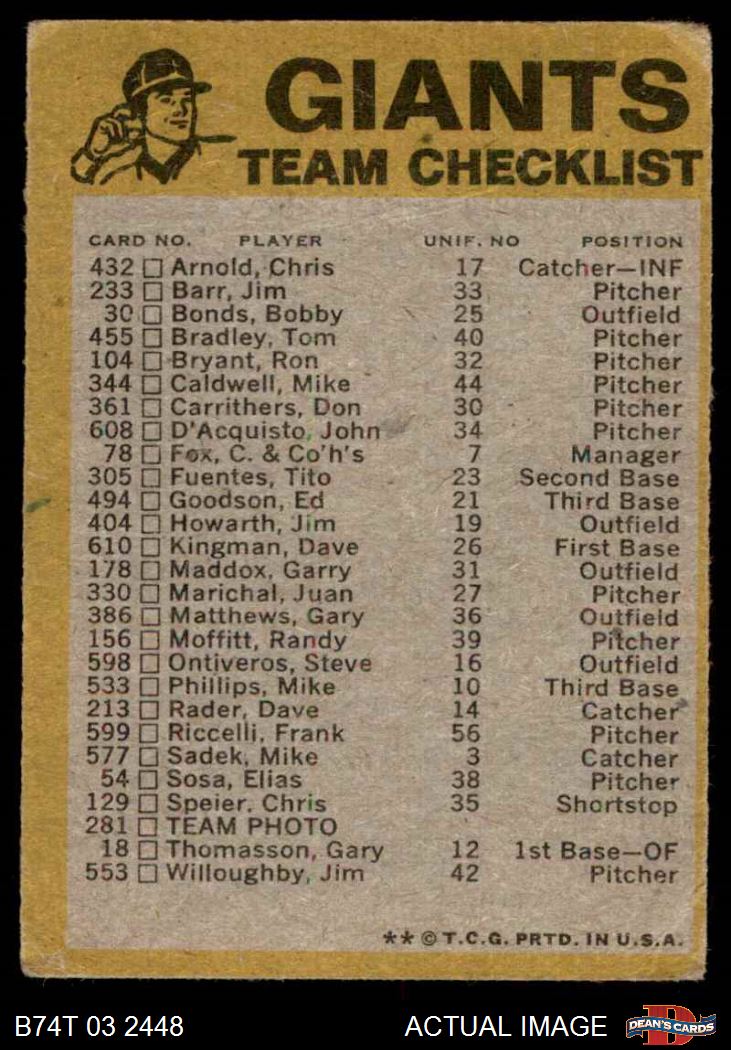 GIANTS
TEAM CHECKLIST
CARD NO. PLAYER UNIF. NO POSITION
432 Arnold, Chris 17 Catcher—INF
233 Barr, Jim 33 Pitcher
30 Bonds, Bobby 25 Outfield
455 Bradley, Tom 40 Pitcher
104 Bryant, Ron 32 Pitcher
344 Caldwell, Mike 44 Pitcher
361 Carrithers, Don 30 Pitcher
608 D'Acquisto, John 34 Pitcher
78 Fox, C. & Co'h's 7 Manager
305 Fuentes, Tito 23 Second Base
494 Goodson, Ed 21 Third Base
404 Howarth, Jim 19 Outfield
610 Kingman, Dave 26 First Base
178 Maddox, Garry 31 Outfield
330 Marichal, Juan 27 Pitcher
386 Matthews, Gary 36 Outfield
156 Moffitt, Randy 39 Pitcher
598 Ontiveros, Steve 16 Outfield
533 Phillips, Mike 10 Third Base
213 Rader, Dave 14 Catcher
599 Riccelli, Frank 56 Pitcher
577 Sadek, Mike 3 Catcher
54 Sosa, Elias 38 Pitcher
129 Speier, Chris 35 Shortstop
281 TEAM PHOTO
18 Thomasson, Gary 12 1st Base—OF
553 Willoughby, Jim 42 Pitcher
** © T.C.G. PRTD. IN U.S.A.
B74T 03 2448 ACTUAL IMAGE D DEAN'S CARDS